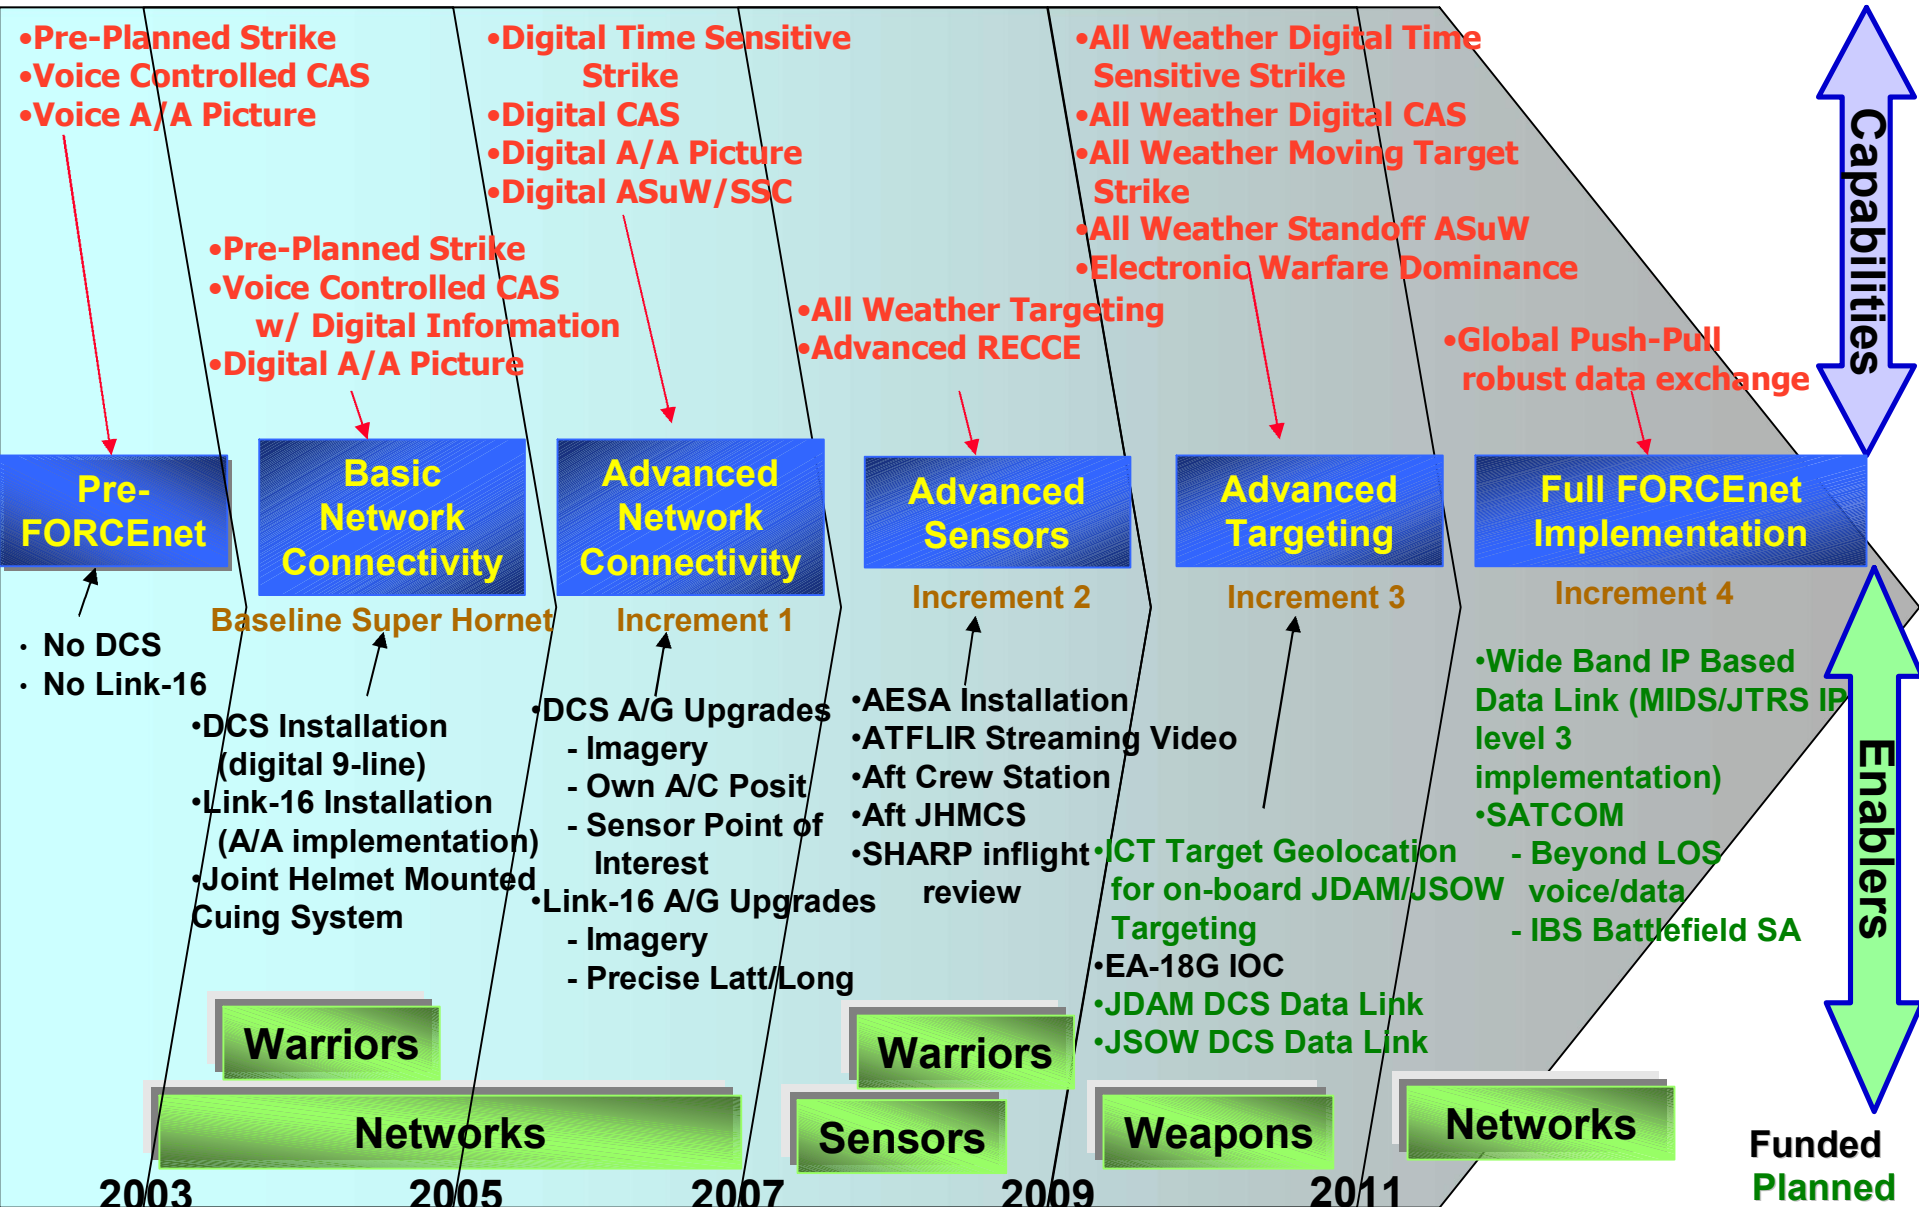 •Pre-Planned Strike
•Voice Controlled CAS
•Voice A/A Picture
•Digital Time Sensitive
Strike
•Digital CAS
•Digital A/A Picture
•Digital ASuW/SSC
•All Weather Digital Time
Sensitive Strike
•All Weather Digital CAS
•All Weather Moving Target
Strike
•All Weather Standoff ASuW
•Electronic Warfare Dominance
•Pre-Planned Strike
•Voice Controlled CAS
w/ Digital Information
•Digital A/A Picture
•All Weather Targeting
•Advanced RECCE
•Global Push-Pull
robust data exchange
Capabilities
Pre-
FORCEnet
Basic
Network
Connectivity
Advanced
Network
Connectivity
Advanced
Sensors
Advanced
Targeting
Full FORCEnet
Implementation
Baseline Super Hornet
Increment 1
Increment 2
Increment 3
Increment 4
• No DCS
• No Link-16
•DCS Installation
(digital 9-line)
•Link-16 Installation
(A/A implementation)
•Joint Helmet Mounted
Cuing System
•DCS A/G Upgrades
- Imagery
- Own A/C Posit
- Sensor Point of
Interest
•Link-16 A/G Upgrades
- Imagery
- Precise Latt/Long
•AESA Installation
•ATFLIR Streaming Video
•Aft Crew Station
•Aft JHMCS
•SHARP inflight
review
•ICT Target Geolocation
for on-board JDAM/JSOW
Targeting
•EA-18G IOC
•JDAM DCS Data Link
•JSOW DCS Data Link
•Wide Band IP Based
Data Link (MIDS/JTRS IP
level 3
implementation)
•SATCOM
- Beyond LOS
voice/data
- IBS Battlefield SA
Enablers
Warriors
Networks
Warriors
Sensors
Weapons
Networks
Funded
Planned
2003
2005
2007
2009
2011